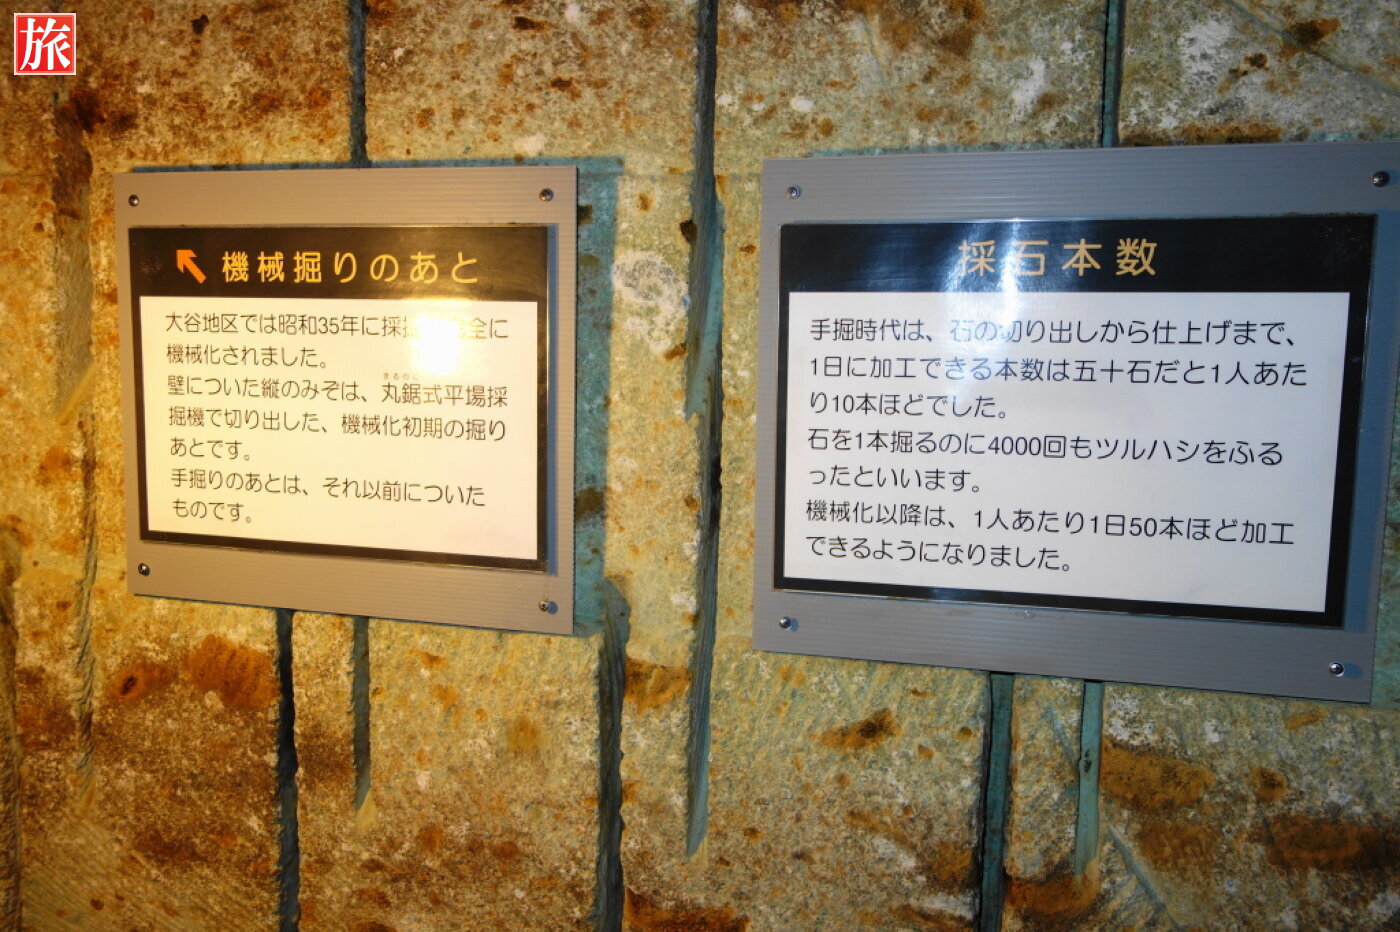 旅
機械掘りのあと
大谷地区では昭和35年に採 全に
機械化されました。
壁についた縦のみぞは、丸鋸式平場採
掘機で切り出した、機械化初期の掘り
あとです。
手掘りのあとは、それ以前についた
ものです。
採石本数
手掘時代は、石の切り出しから仕上げまで、
1日に加工できる本数は五十石だと1人あた
り10本ほどでした。
石を1本掘るのに4000回もツルハシをふる
ったといいます。
機械化以降は、1人あたり1日50本ほど加工
できるようになりました。